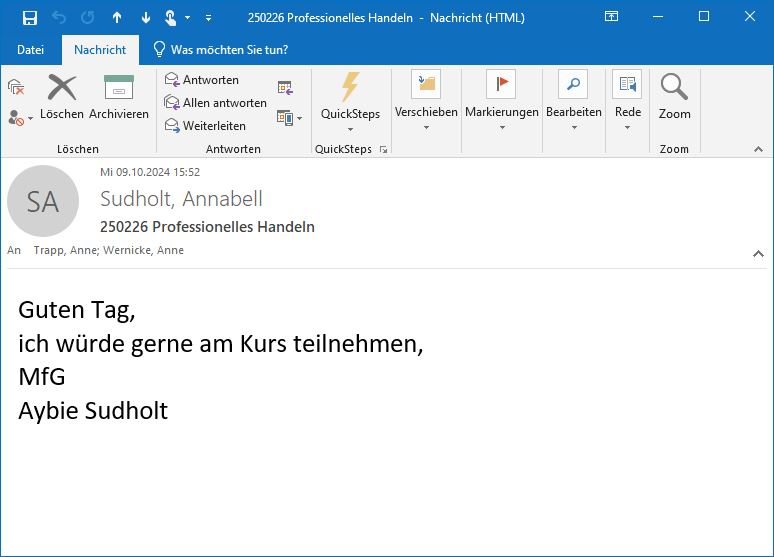 250226 Professionelles Handeln - Nachricht (HTML)
Datei Nachricht Was möchten Sie tun?
Löschen Archivieren
Löschen
Antworten
Allen antworten
Weiterleiten
Antworten
QuickSteps
QuickSteps
Verschieben
Markierungen
Bearbeiten
Rede
Zoom
Zoom
SA
Mi 09.10.2024 15:52
Sudholt, Annabell
250226 Professionelles Handeln
An Trapp, Anne; Wernicke, Anne
Guten Tag,
ich würde gerne am Kurs teilnehmen,
MfG
Aybie Sudholt